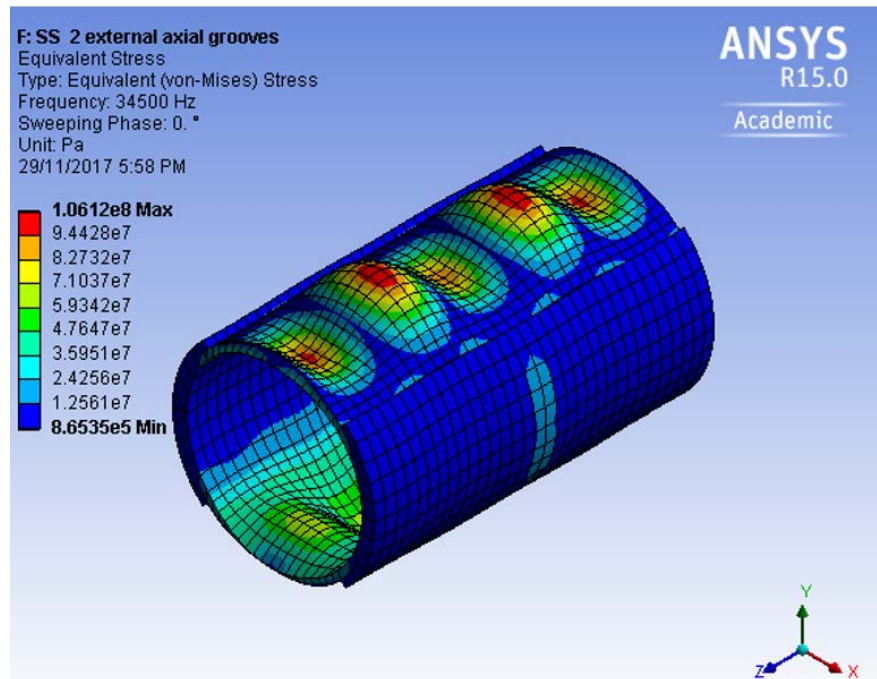 F: SS 2 external axial grooves
Equivalent Stress
Type: Equivalent (von-Mises) Stress
Frequency: 34500 Hz
Sweeping Phase: 0. °
Unit: Pa
29/11/2017 5:58 PM
1.0612e8 Max
9.4428e7
8.2732e7
7.1037e7
5.9342e7
4.7647e7
3.5951e7
2.4256e7
1.2561e7
8.6535e5 Min
ANSYS
R15.0
Academic
Y
Z
X